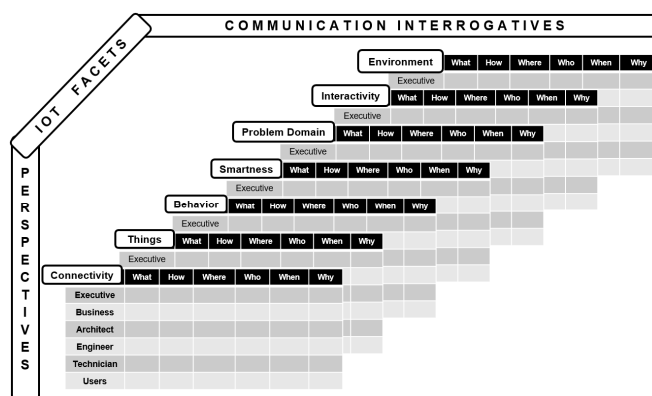 COMMUNICATION INTERROGATIVES
IOT FACETS
PERSPECTIVES
Environment What How Where Who When Why
Executive
Interactivity What How Where Who When Why
Executive
Problem Domain What How Where Who When Why
Executive
Smartness What How Where Who When Why
Executive
Behavior What How Where Who When Why
Executive
Things What How Where Who When Why
Executive
Connectivity What How Where Who When Why
Executive
Business
Architect
Engineer
Technician
Users